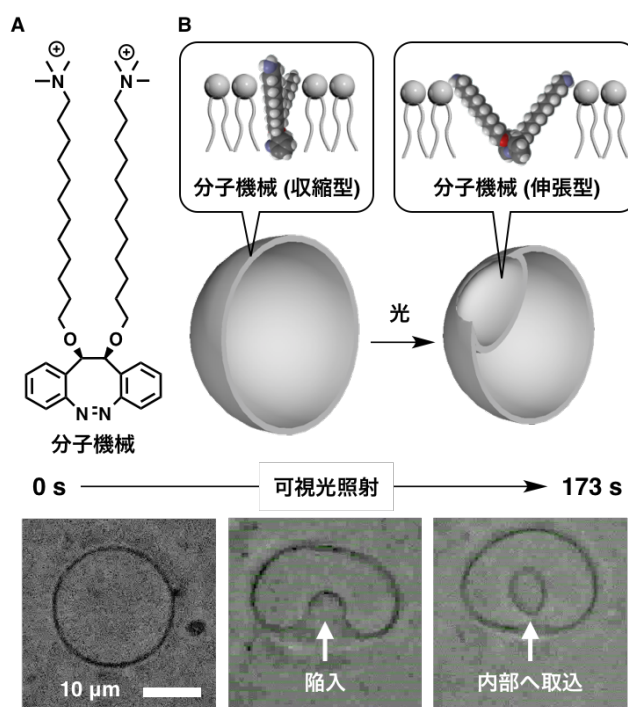 A
B
⊕
⊕
N
N
O
O
N=N
分子機械
分子機械 (収縮型)
分子機械 (伸張型)
光
0 s
可視光照射
173 s
10 μm
陥入
内部へ取込